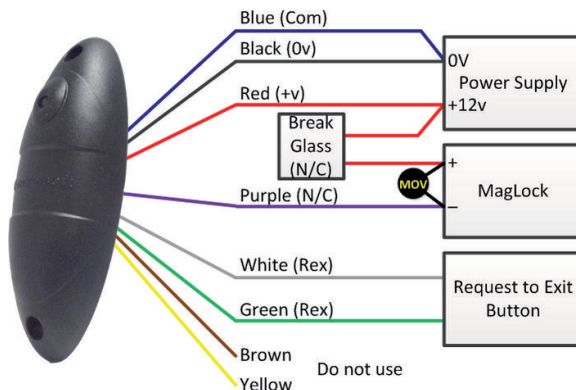 Blue (Com)
Black (0v)
0V
Power Supply
Red (+v)
+12v
Break
Glass
(N/C)
+
MOV
MagLock
Purple (N/C)
–
White (Rex)
Request to Exit
Button
Green (Rex)
Brown
Do not use
Yellow